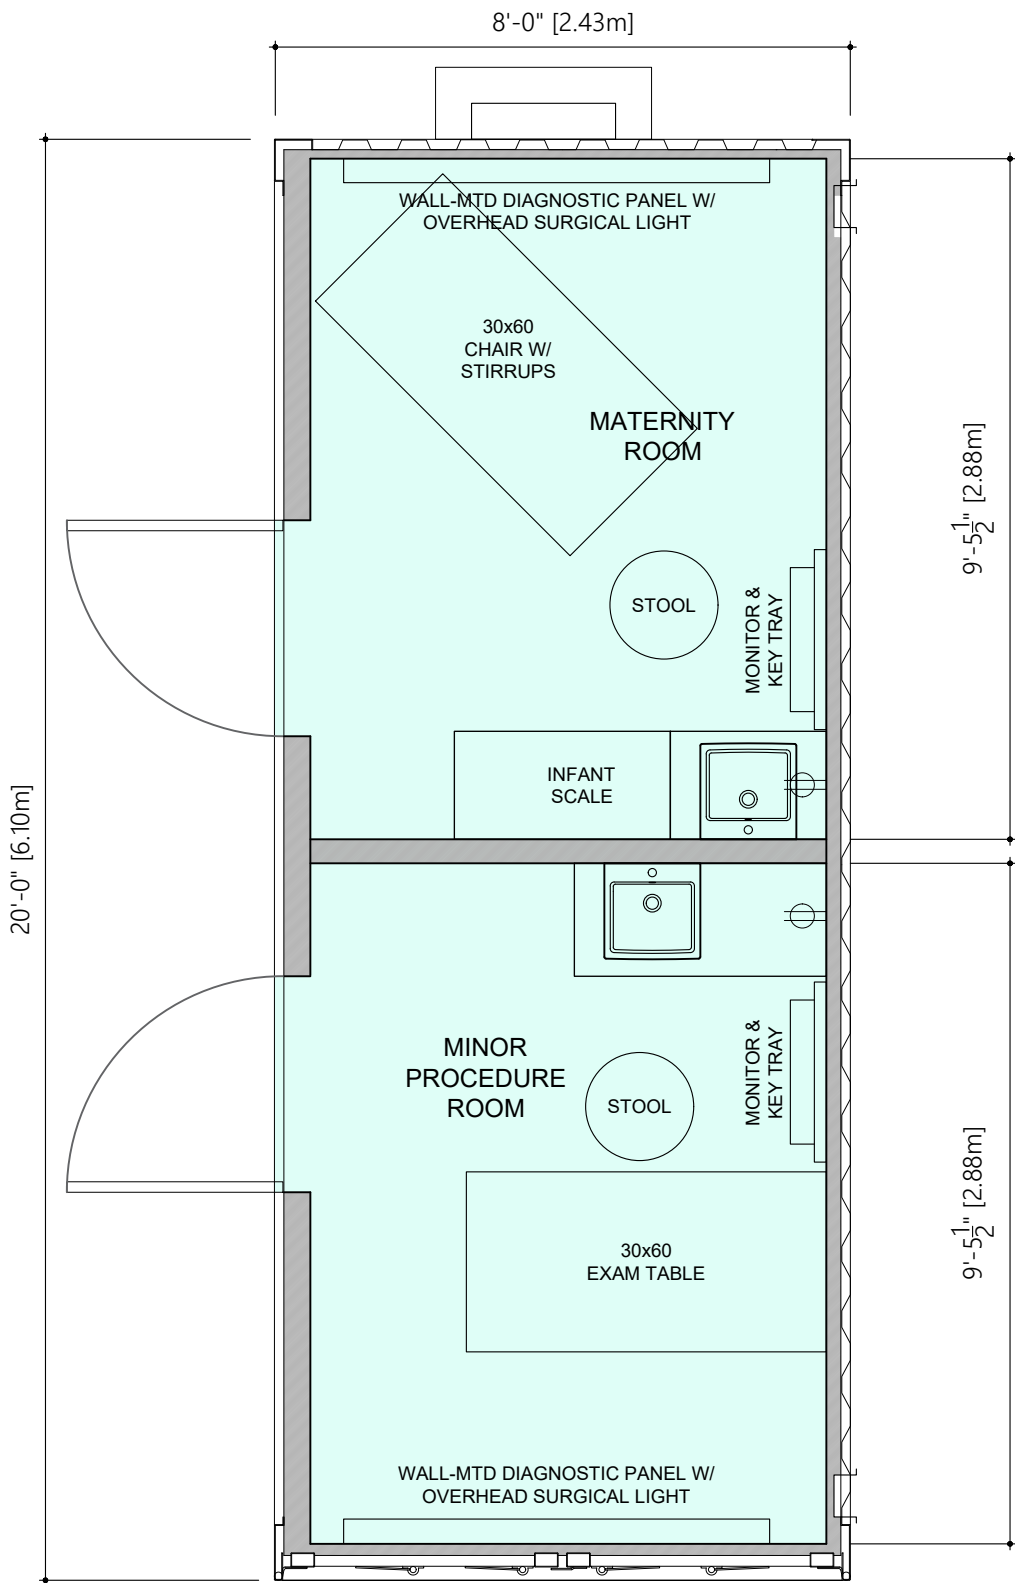 8'-0" [2.43m]
WALL-MTD DIAGNOSTIC PANEL W/
OVERHEAD SURGICAL LIGHT
30x60
CHAIR W/
STIRRUPS
MATERNITY
ROOM
9'-5 1/2" [2.88m]
STOOL
MONITOR &
KEY TRAY
INFANT
SCALE
20'-0" [6.10m]
MINOR
PROCEDURE
ROOM
STOOL
MONITOR &
KEY TRAY
9'-5 1/2" [2.88m]
30x60
EXAM TABLE
WALL-MTD DIAGNOSTIC PANEL W/
OVERHEAD SURGICAL LIGHT